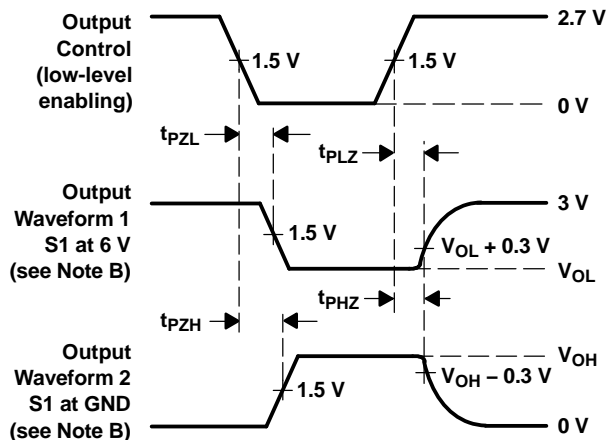 Output
Control
(low-level
enabling)
1.5 V
1.5 V
2.7 V
0 V
tPZL
tPLZ
Output
Waveform 1
S1 at 6 V
(see Note B)
1.5 V
3 V
VOL + 0.3 V
VOL
tPZH
tPHZ
Output
Waveform 2
S1 at GND
(see Note B)
1.5 V
VOH
VOH – 0.3 V
0 V